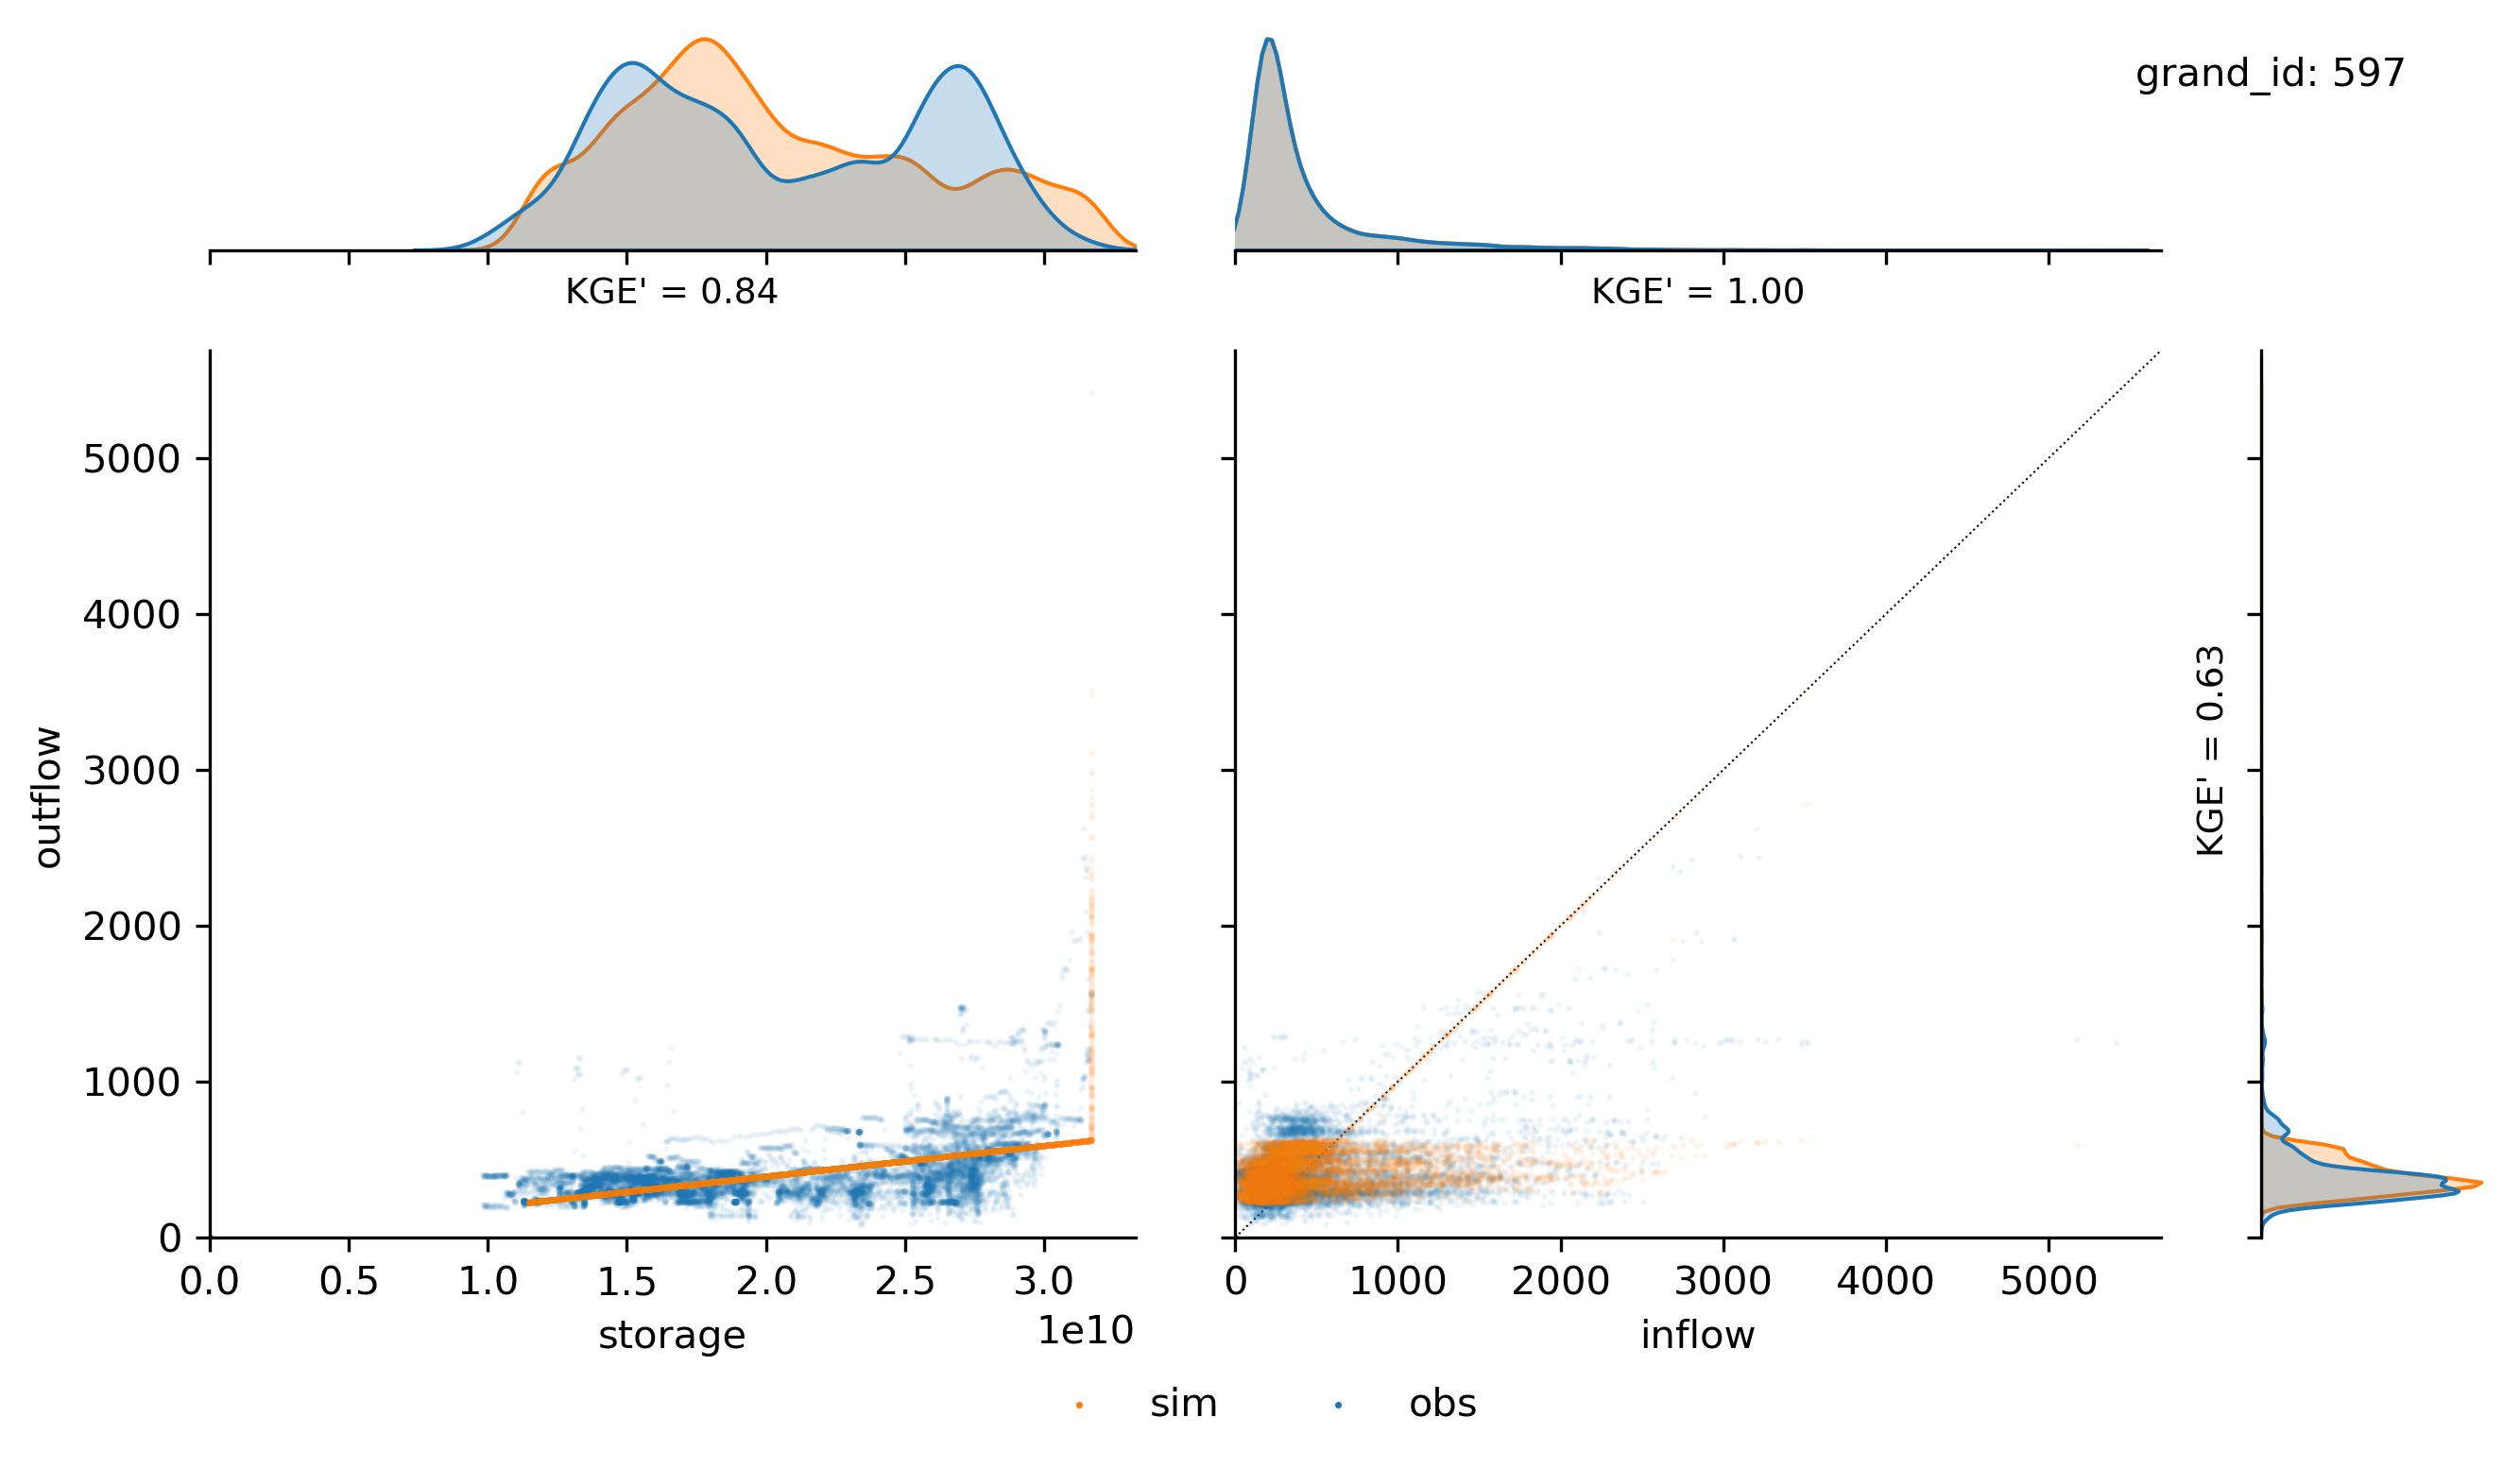 grand_id: 597
KGE' = 0.84
KGE' = 1.00
5000
4000
3000
2000
1000
0
outflow
KGE' = 0.63
0.0 0.5 1.0 1.5 2.0 2.5 3.0
1e10
storage
0 1000 2000 3000 4000 5000
inflow
sim obs